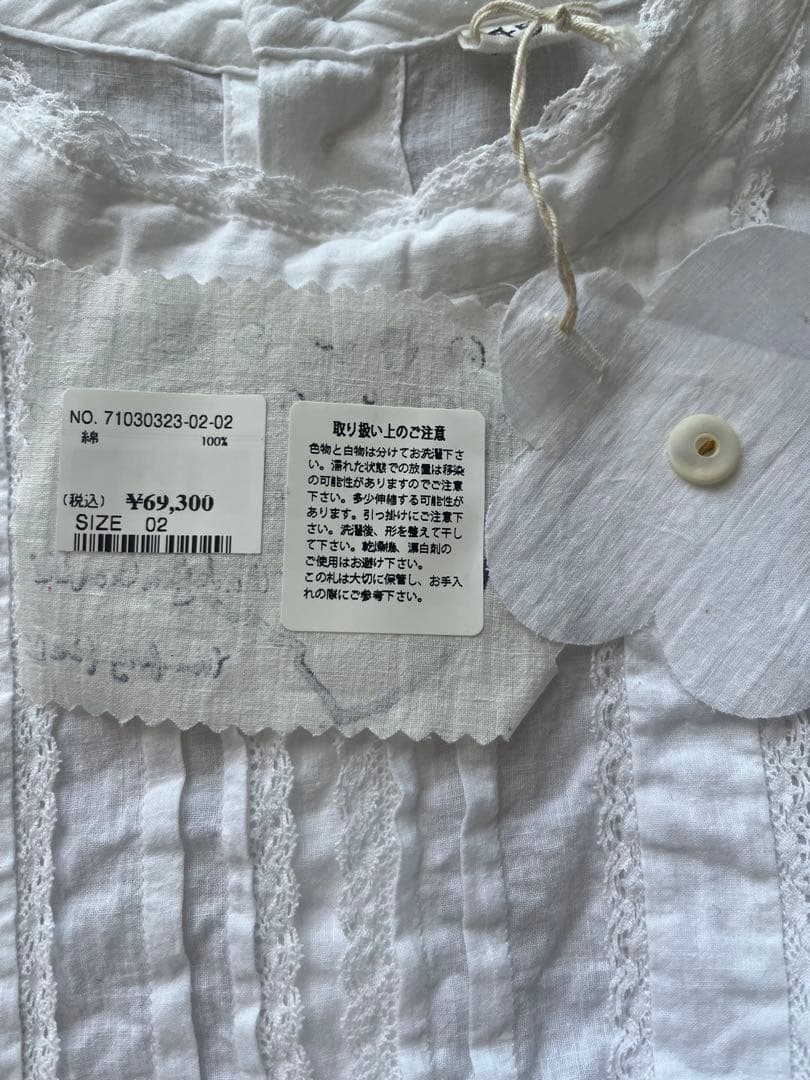 NO. 71030323-02-02
綿 100%
(税込) ¥69,300
SIZE 02
取り扱い上のご注意
色物と白物は分けてお洗濯下さ
い。濡れた状態での放置は移染
の可能性がありますのでご注意
下さい。多少伸縮する可能性が
あります。引っ掛けにご注意下
さい。洗濯後、形を整えて干し
て下さい。乾燥機、漂白剤の
ご使用はお避け下さい。
この札は大切に保管し、お手入
れの際にご参考下さい。